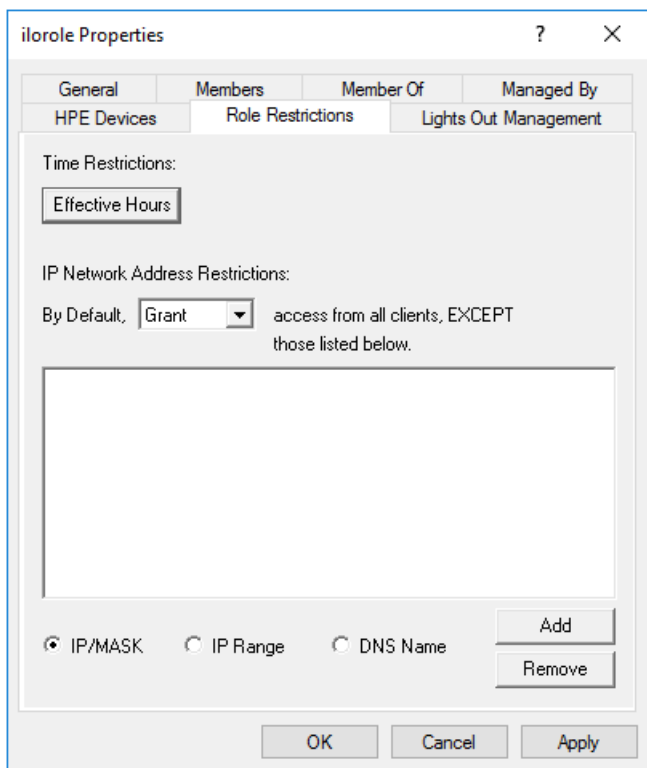 ilorole Properties
?
General Members Member Of Managed By
HPE Devices Role Restrictions Lights Out Management
Time Restrictions:
Effective Hours
IP Network Address Restrictions:
By Default, Grant access from all clients, EXCEPT
those listed below.
IP/MASK IP Range DNS Name
Add
Remove
OK Cancel Apply